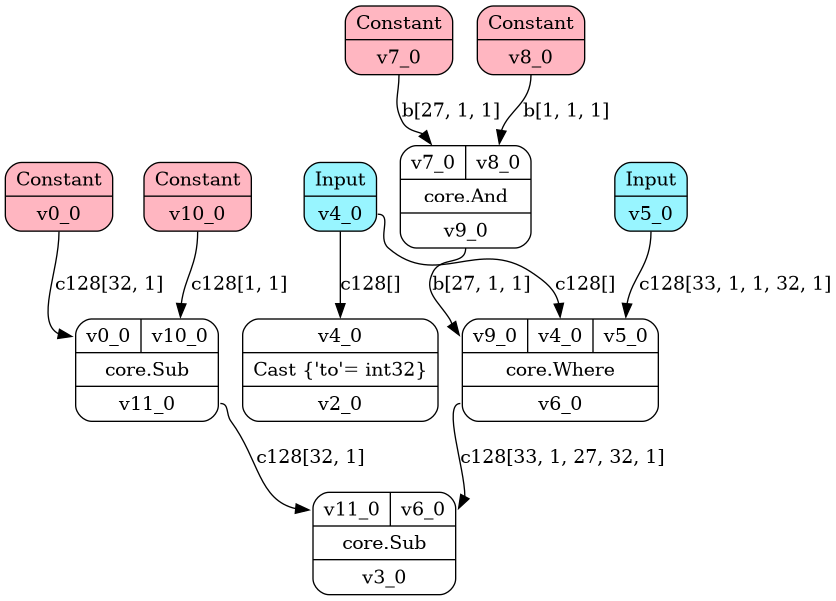 Constant
v7_0
Constant
v8_0
b[27, 1, 1]
b[1, 1, 1]
Constant
v0_0
Constant
v10_0
Input
v4_0
v7_0 v8_0
core.And
v9_0
Input
v5_0
c128[32, 1]
c128[1, 1]
c128[]
b[27, 1, 1]
c128[]
c128[33, 1, 1, 32, 1]
v0_0 v10_0
core.Sub
v11_0
v4_0
Cast {'to'= int32}
v2_0
v9_0 v4_0 v5_0
core.Where
v6_0
c128[32, 1]
c128[33, 1, 27, 32, 1]
v11_0 v6_0
core.Sub
v3_0